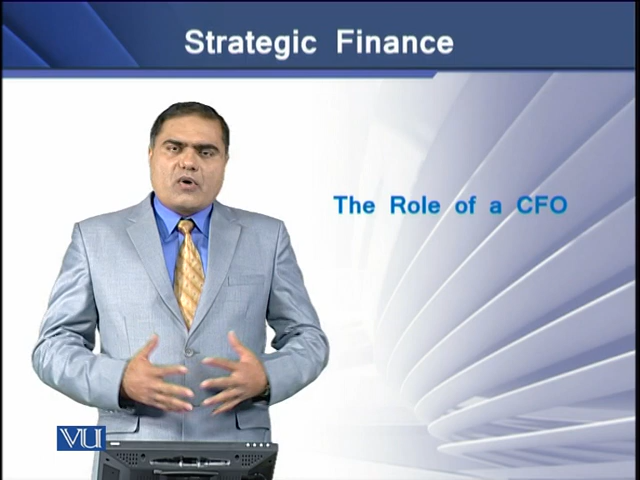 Strategic Finance
The Role of a CFO
VU